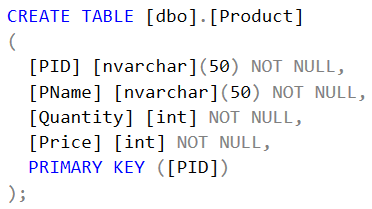 CREATE TABLE [dbo].[Product]
(
  [PID] [nvarchar](50) NOT NULL,
  [PName] [nvarchar](50) NOT NULL,
  [Quantity] [int] NOT NULL,
  [Price] [int] NOT NULL,
  PRIMARY KEY ([PID])
);